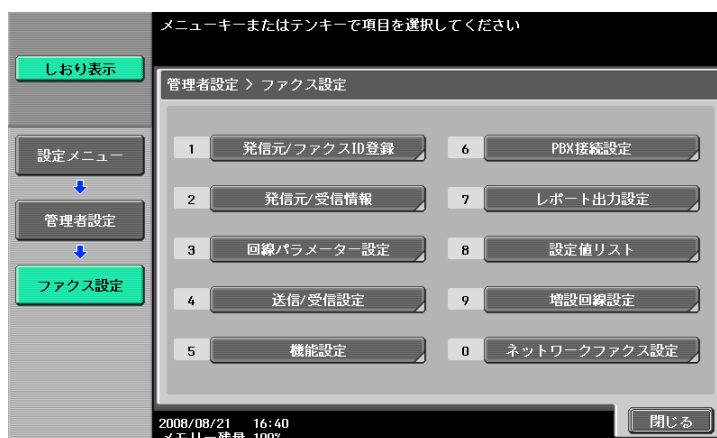 メニューキーまたはテンキーで項目を選択してください
しおり表示
管理者設定 > ファクス設定
設定メニュー
管理者設定
ファクス設定
1 発信元/ファクスID登録
2 発信元/受信情報
3 回線パラメーター設定
4 送信/受信設定
5 機能設定
6 PBX接続設定
7 レポート出力設定
8 設定値リスト
9 増設回線設定
0 ネットワークファクス設定
2008/08/21 16:40
メモリー残量 100%
閉じる